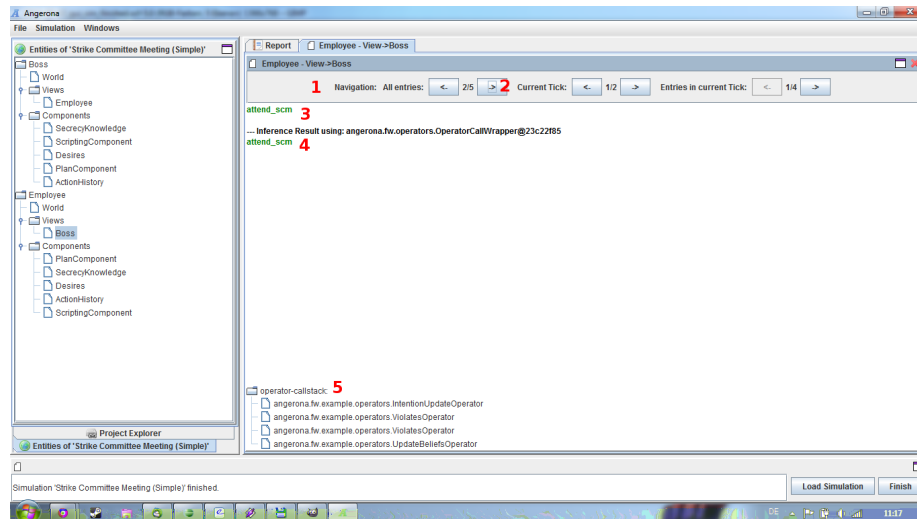 Angerona
File Simulation Windows
Entities of 'Strike Committee Meeting (Simple)'
Boss
World
Views
Employee
Components
SecrecyKnowledge
ScriptingComponent
Desires
PlanComponent
ActionHistory
Employee
World
Views
Boss
Components
PlanComponent
SecrecyKnowledge
Desires
ActionHistory
ScriptingComponent
Project Explorer
Entities of 'Strike Committee Meeting (Simple)'
Report Employee - View->Boss
Employee - View->Boss
1 Navigation: All entries: <- 2/5 -> 2 Current Tick: <- 1/2 -> Entries in current Tick: <- 1/4 ->
attend_scm
3
--- Inference Result using: angerona.fw.operators.OperatorCallWrapper@23c22f85
attend_scm 4
operator-callstack: 5
angerona.fw.example.operators.IntentionUpdateOperator
angerona.fw.example.operators.ViolatesOperator
angerona.fw.example.operators.ViolatesOperator
angerona.fw.example.operators.UpdateBeliefsOperator
Simulation 'Strike Committee Meeting (Simple)' finished.
Load Simulation Finish
DE 11:17